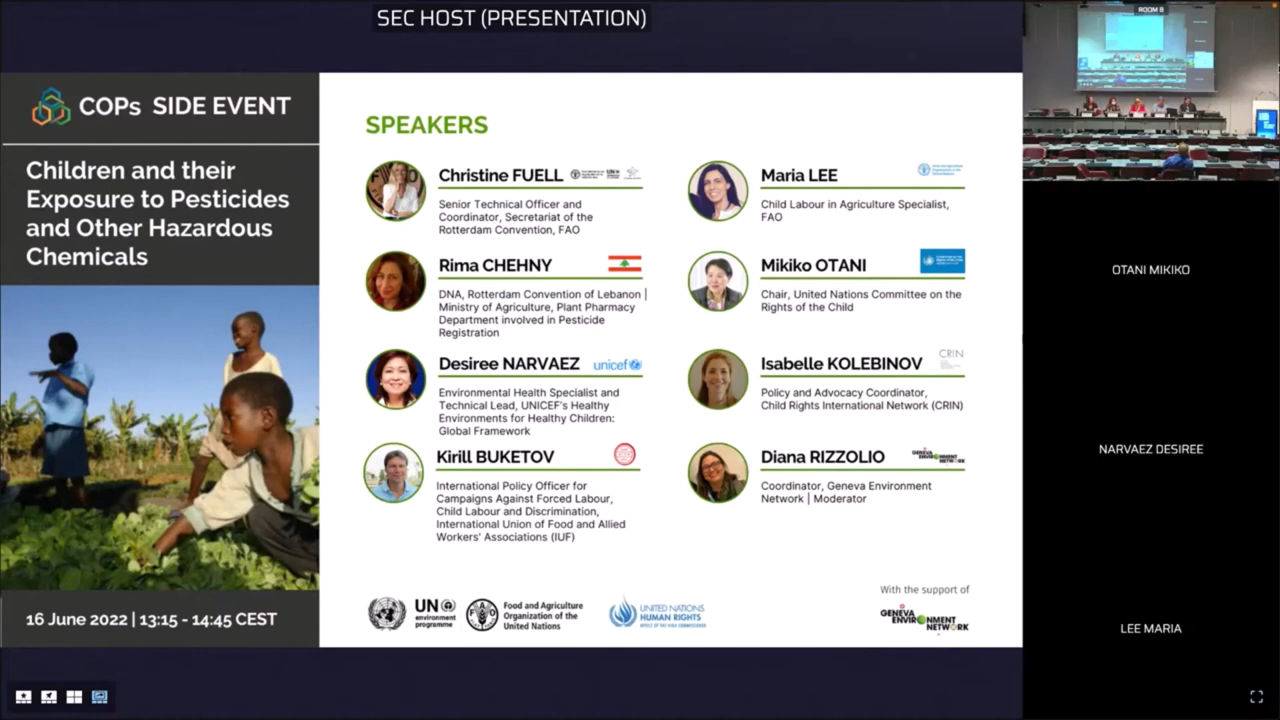 SEC HOST (PRESENTATION)
COPs SIDE EVENT
Children and their
Exposure to Pesticides
and Other Hazardous
Chemicals
16 June 2022 | 13:15 - 14:45 CEST
SPEAKERS
Christine FUELL
Senior Technical Officer and
Coordinator, Secretariat of the
Rotterdam Convention, FAO
Rima CHEHNY
DNA, Rotterdam Convention of Lebanon |
Ministry of Agriculture, Plant Pharmacy
Department involved in Pesticide
Registration
Desiree NARVAEZ
unicef
Environmental Health Specialist and
Technical Lead, UNICEF's Healthy
Environments for Healthy Children:
Global Framework
Kirill BUKETOV
International Policy Officer for
Campaigns Against Forced Labour,
Child Labour and Discrimination,
International Union of Food and Allied
Workers' Associations (IUF)
Maria LEE
Child Labour in Agriculture Specialist,
FAO
Mikiko OTANI
Chair, United Nations Committee on the
Rights of the Child
Isabelle KOLEBINOV
CRIN
Policy and Advocacy Coordinator,
Child Rights International Network (CRIN)
Diana RIZZOLIO
GENEVA
ENVIRONMENT
NETWORK
Coordinator, Geneva Environment
Network | Moderator
UN
environment
programme
Food and Agriculture
Organization of the
United Nations
UNITED NATIONS
HUMAN RIGHTS
OFFICE OF THE HIGH COMMISSIONER
With the support of
GENEVA
ENVIRONMENT
NETWORK
ROOM B
OTANI MIKIKO
NARVAEZ DESIREE
LEE MARIA